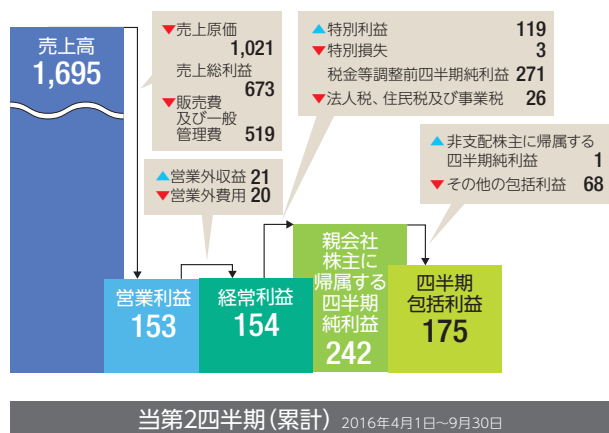 売上高
1,695
▼売上原価
1,021
売上総利益
673
▼販売費
及び一般
管理費 519
▲特別利益 119
▼特別損失 3
税金等調整前四半期純利益 271
▼法人税、住民税及び事業税 26
▲営業外収益 21
▼営業外費用 20
▲非支配株主に帰属する
四半期純利益 1
▼その他の包括利益 68
営業利益
153
経常利益
154
親会社
株主に
帰属する
四半期
純利益
242
四半期
包括利益
175
当第2四半期(累計) 2016年4月1日~9月30日